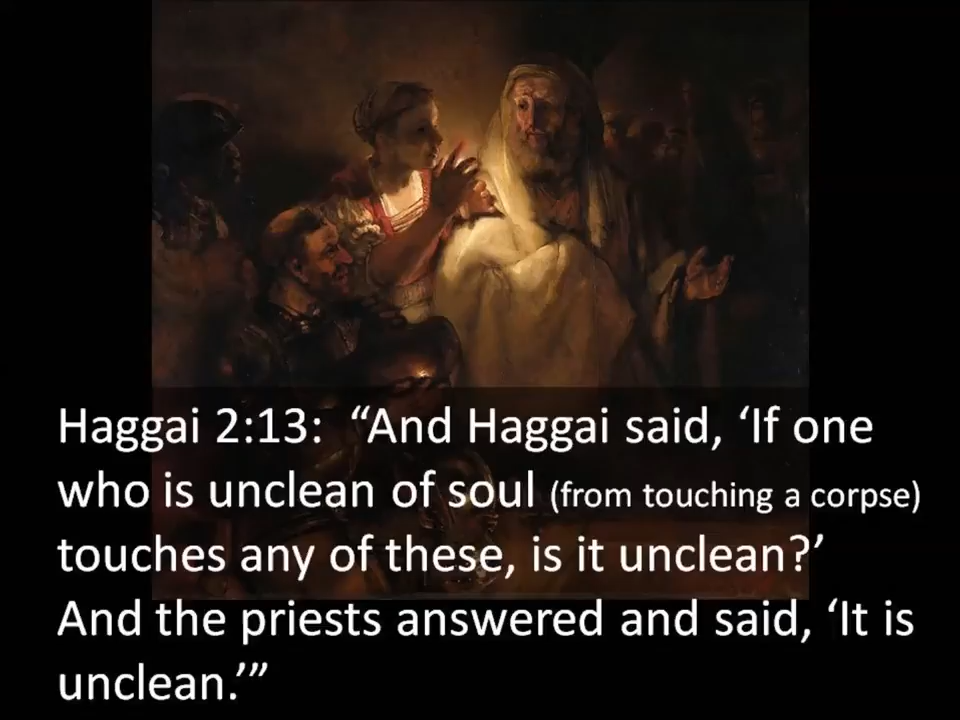 Haggai 2:13:  “And Haggai said, ‘If one
who is unclean of soul (from touching a corpse)
touches any of these, is it unclean?’
And the priests answered and said, ‘It is
unclean.’”